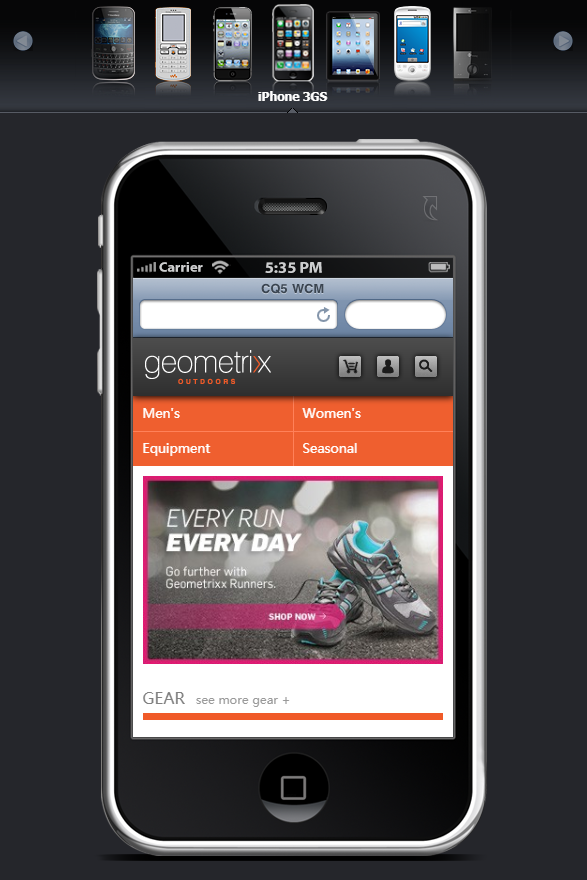 iPhone 3GS
Carrier 5:35 PM
CQ5 WCM
geometrixx
OUTDOORS
Men's Women's
Equipment Seasonal
EVERY RUN
EVERY DAY
Go further with
Geometrixx Runners.
SHOP NOW →
GEAR see more gear +